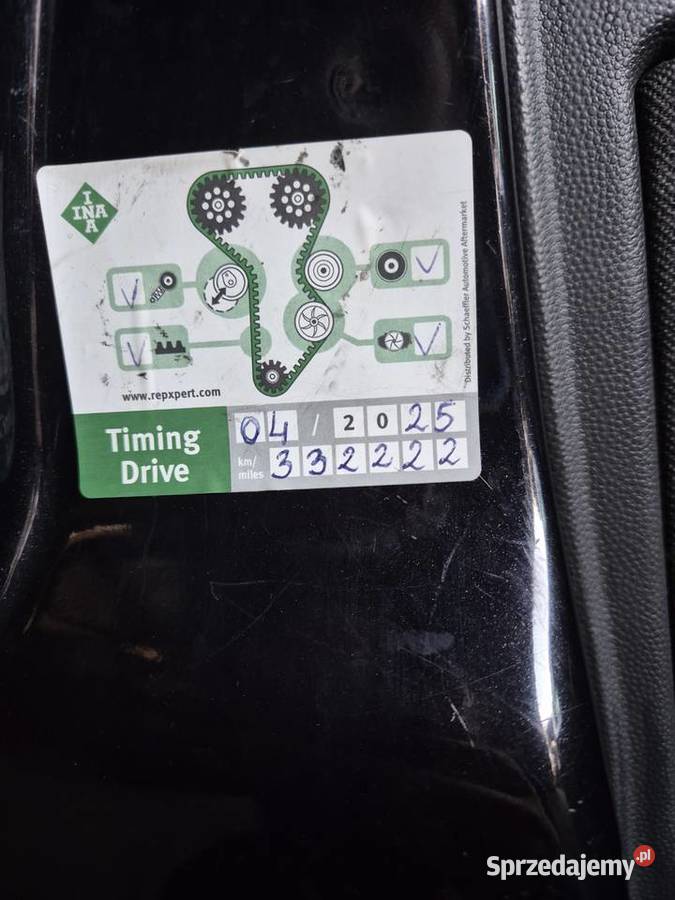 INA
I
A
Distributed by Schaeffler Automotive Aftermarket
V
V
V
V
www.repxpert.com
Timing
Drive
04 / 2025
km/
miles
332222
Sprzedajemy.pl